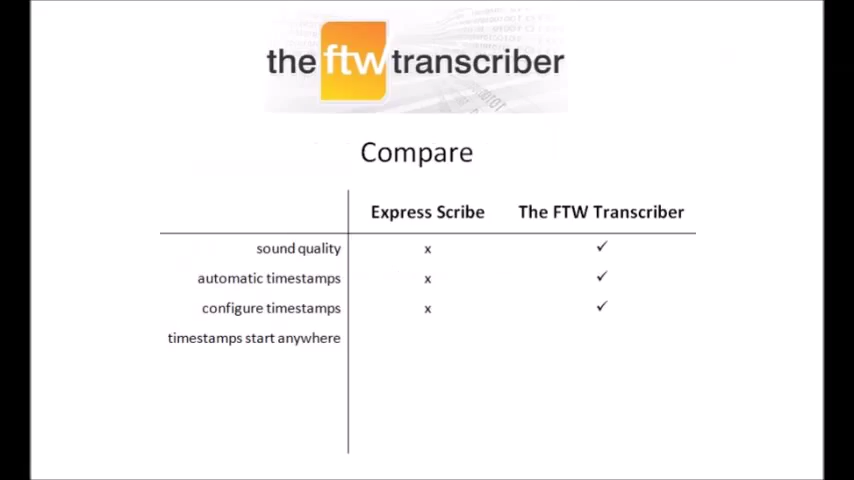 the ftw transcriber
Compare
Express Scribe The FTW Transcriber
sound quality x ✓
automatic timestamps x ✓
configure timestamps x ✓
timestamps start anywhere